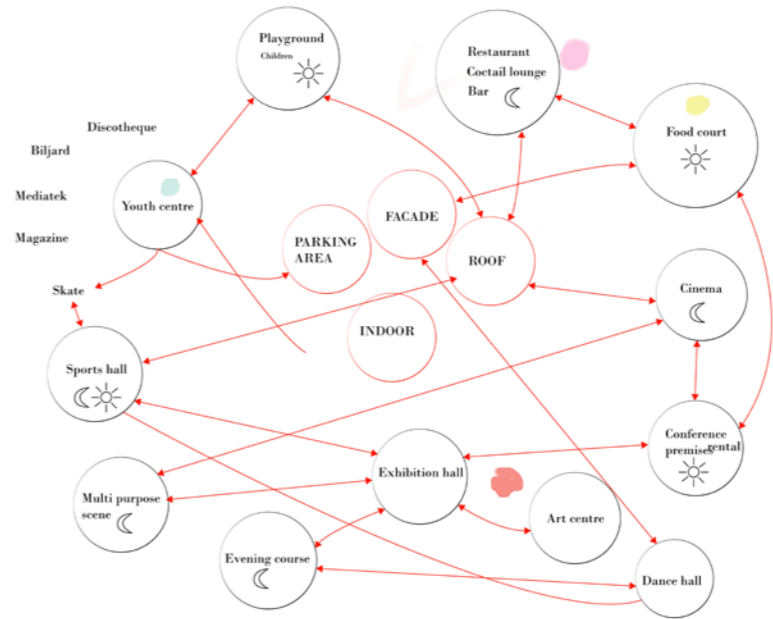 Playground
Children
Restaurant
Coctail lounge
Bar
Food court
Discotheque
Biljard
Mediatek
Magazine
Youth centre
FACADE
PARKING
AREA
ROOF
Skate
Cinema
INDOOR
Sports hall
Conference
premises
rental
Exhibition hall
Multi purpose
scene
Art centre
Evening course
Dance hall